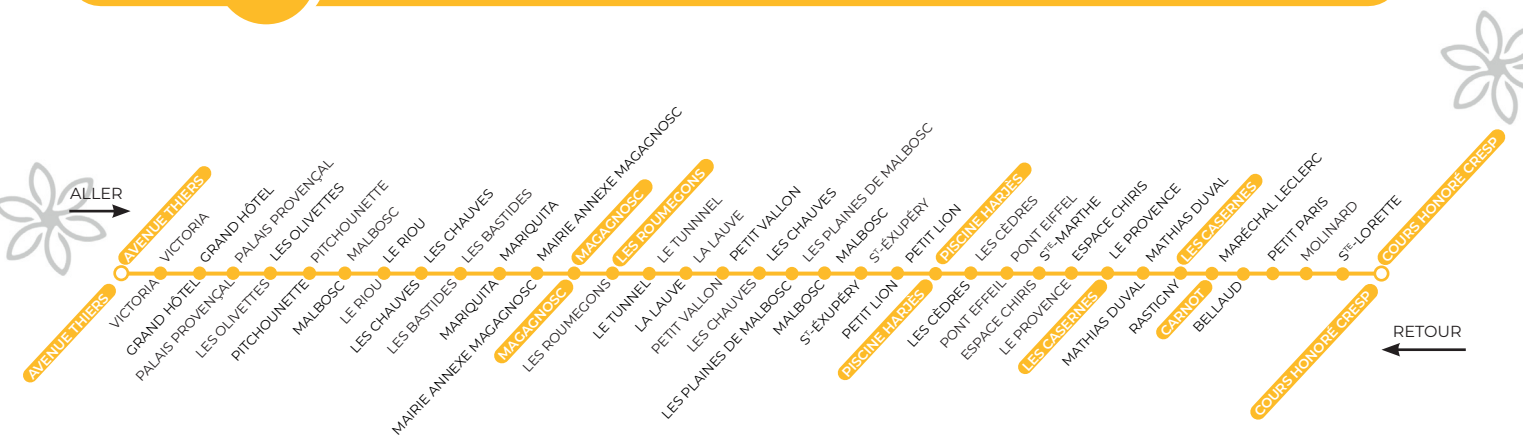 ALLER
AVENUE THIERS
VICTORIA
GRAND HÔTEL
PALAIS PROVENÇAL
LES OLIVETTES
PITCHOUNETTE
MALBOSC
LE RIOU
LES CHAUVES
LES BASTIDES
MARIQUITA
MAIRIE ANNEXE MAGAGNOSC
MAGAGNOSC
LES ROUMEGONS
LE TUNNNEL
LA LAUVE
PETIT VALLON
LES CHAUVES
LES PLAINES DE MALBOSC
MALBOSC
ST-ÉXUPÉRY
PETIT LION
PISCINE HARJÈS
LES CÈDRES
PONT EIFFEL
STE-MARTHE
ESPACE CHIRIS
LE PROVENCE
MATHIAS DUVAL
LES CASERNES
MARÉCHAL LECLERC
PETIT PARIS
MOLINARD
STE-LORETTE
COURS HONORÉ CRESP
AVENUE THIERS
VICTORIA
GRAND HÔTEL
PALAIS PROVENÇAL
LES OLIVETTES
PITCHOUNETTE
MALBOSC
LE RIOU
LES CHAUVES
LES BASTIDES
MARIQUITA
MAIRIE ANNEXE MAGAGNOSC
MAGAGNOSC
LES ROUMEGONS
LE TUNNEL
LA LAUVE
PETIT VALLON
LES CHAUVES
LES PLAINES DE MALBOSC
MALBOSC
ST-ÉXUPÉRY
PETIT LION
PISCINE HARJÈS
LES CÈDRES
PONT EFFEIL
ESPACE CHIRIS
LE PROVENCE
LES CASERNES
MATHIAS DUVAL
RASTIGNY
CARNOT
BELLAUD
COURS HONORÉ CRESP
RETOUR